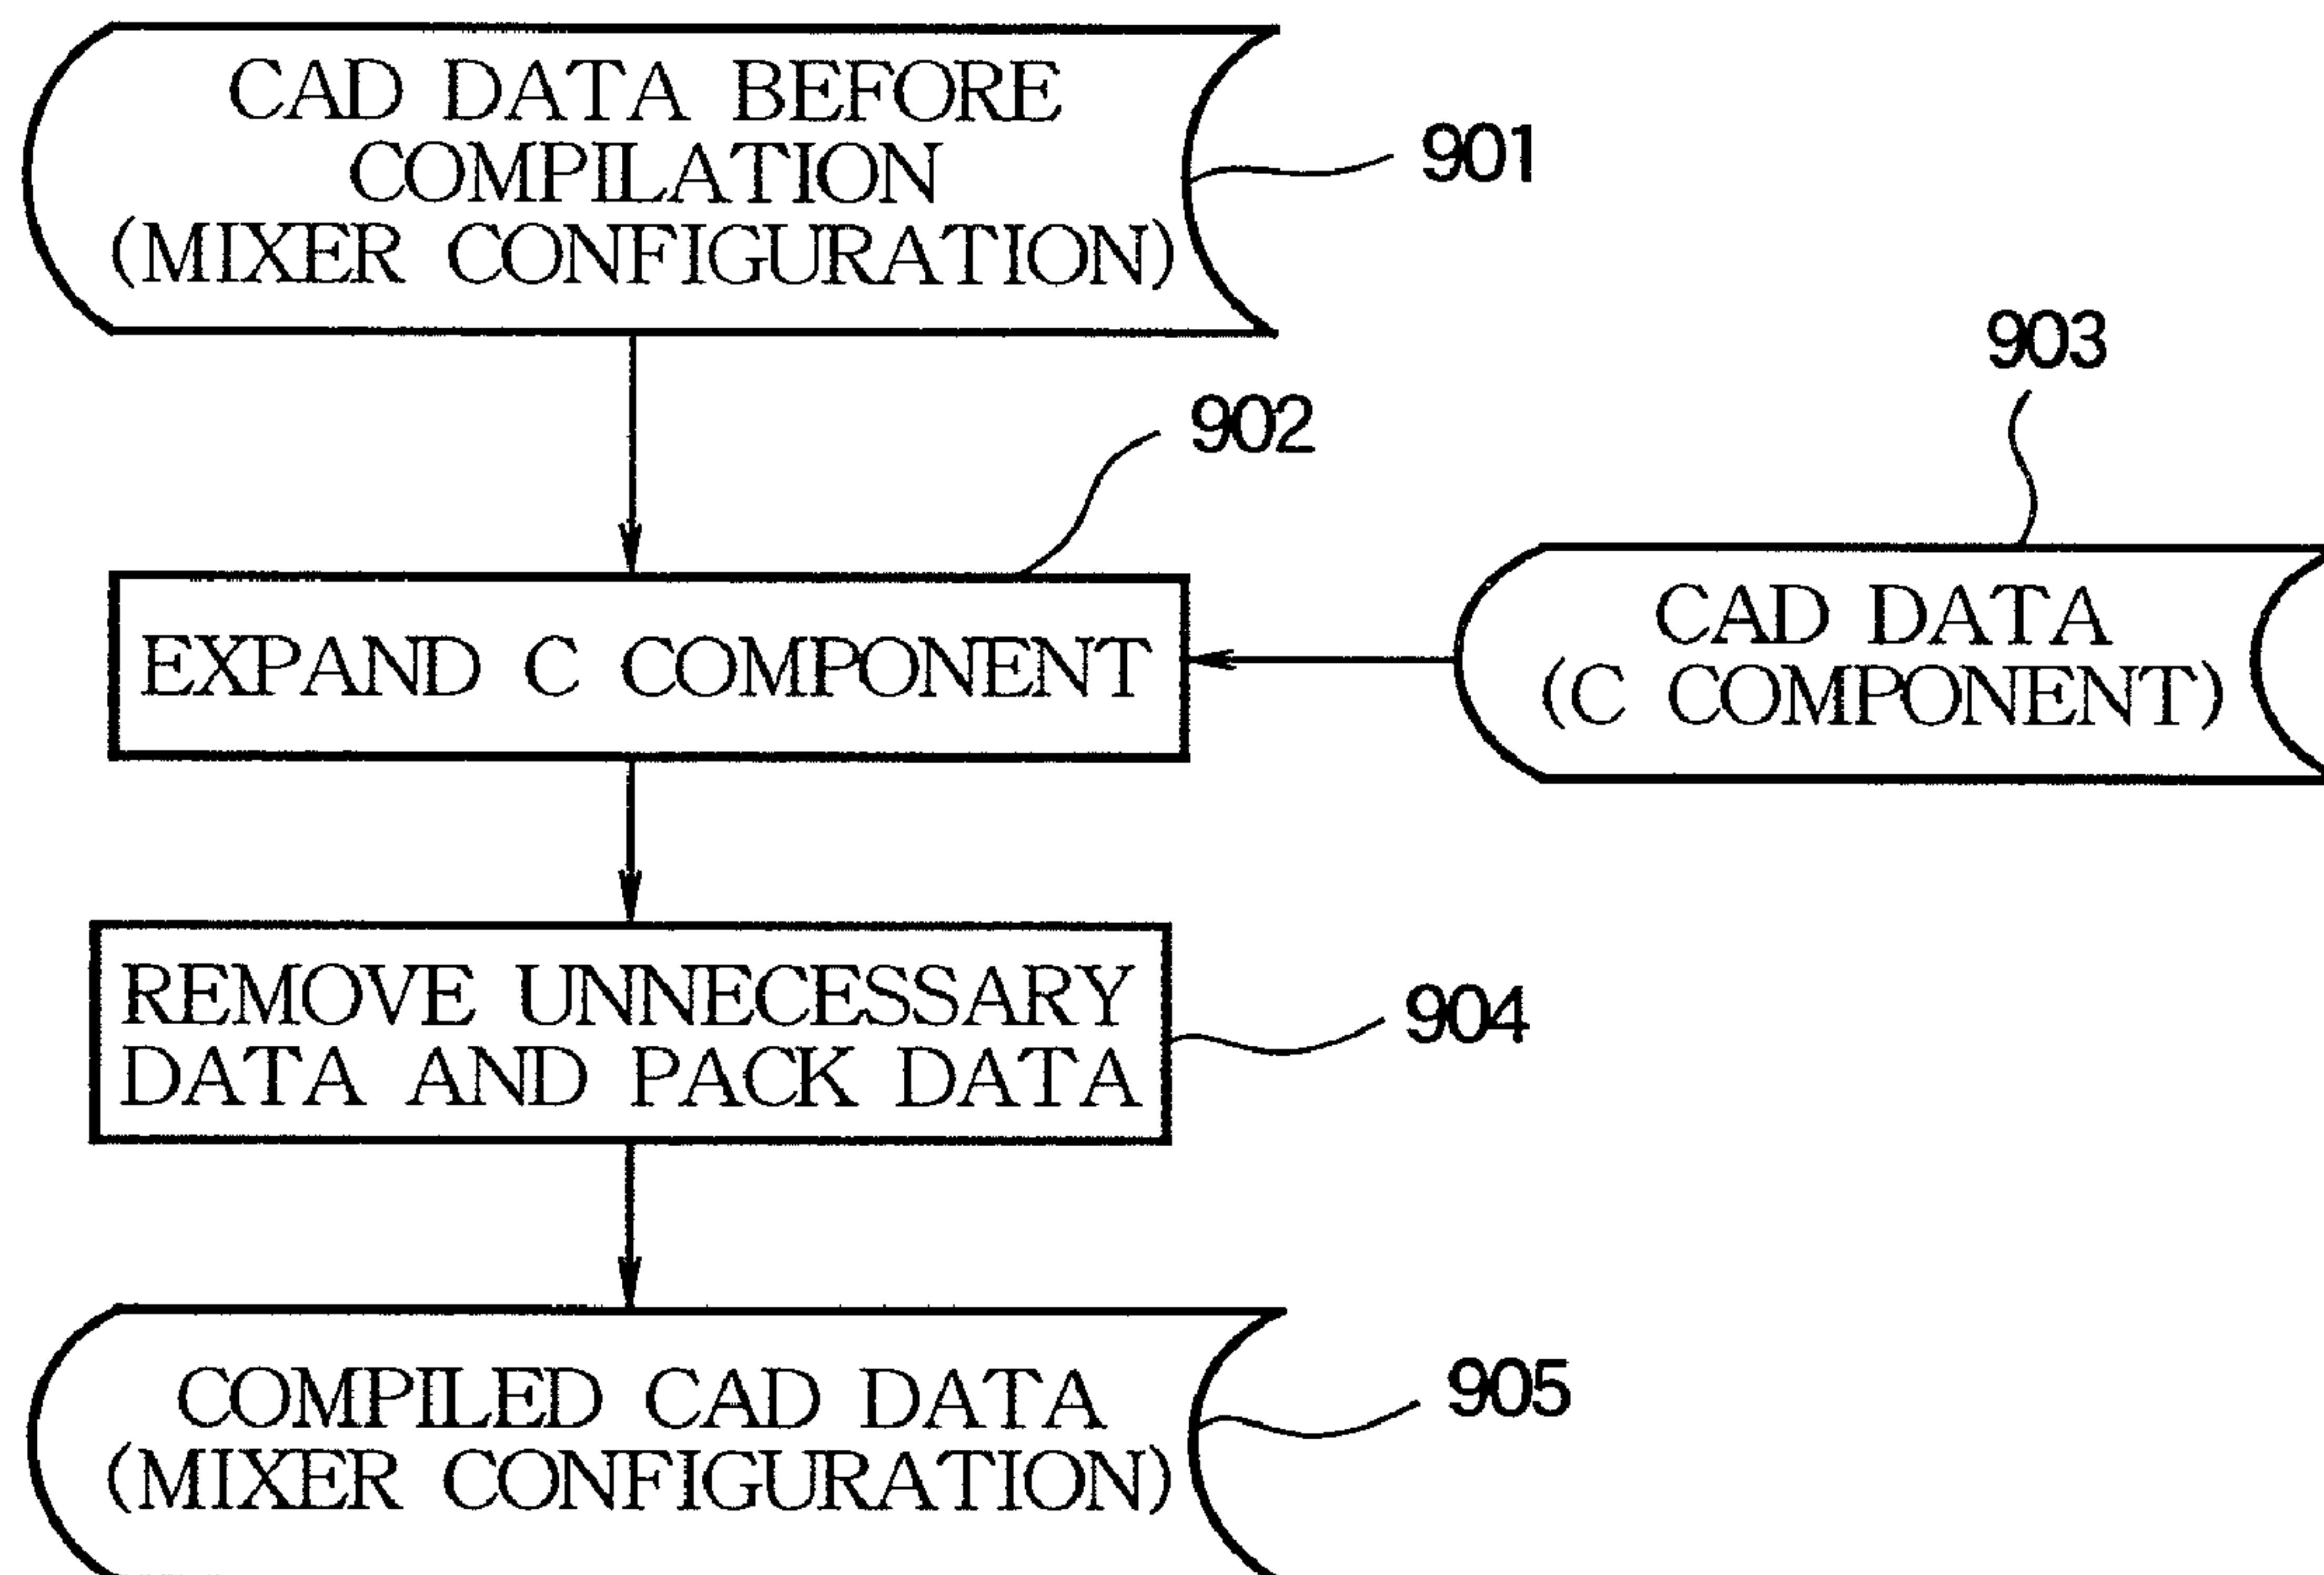 CAD DATA BEFORE
COMPILATION
(MIXER CONFIGURATION)
901
902
903
EXPAND C COMPONENT
CAD DATA
(C COMPONENT)
REMOVE UNNECESSARY
DATA AND PACK DATA
904
COMPILED CAD DATA
(MIXER CONFIGURATION)
905